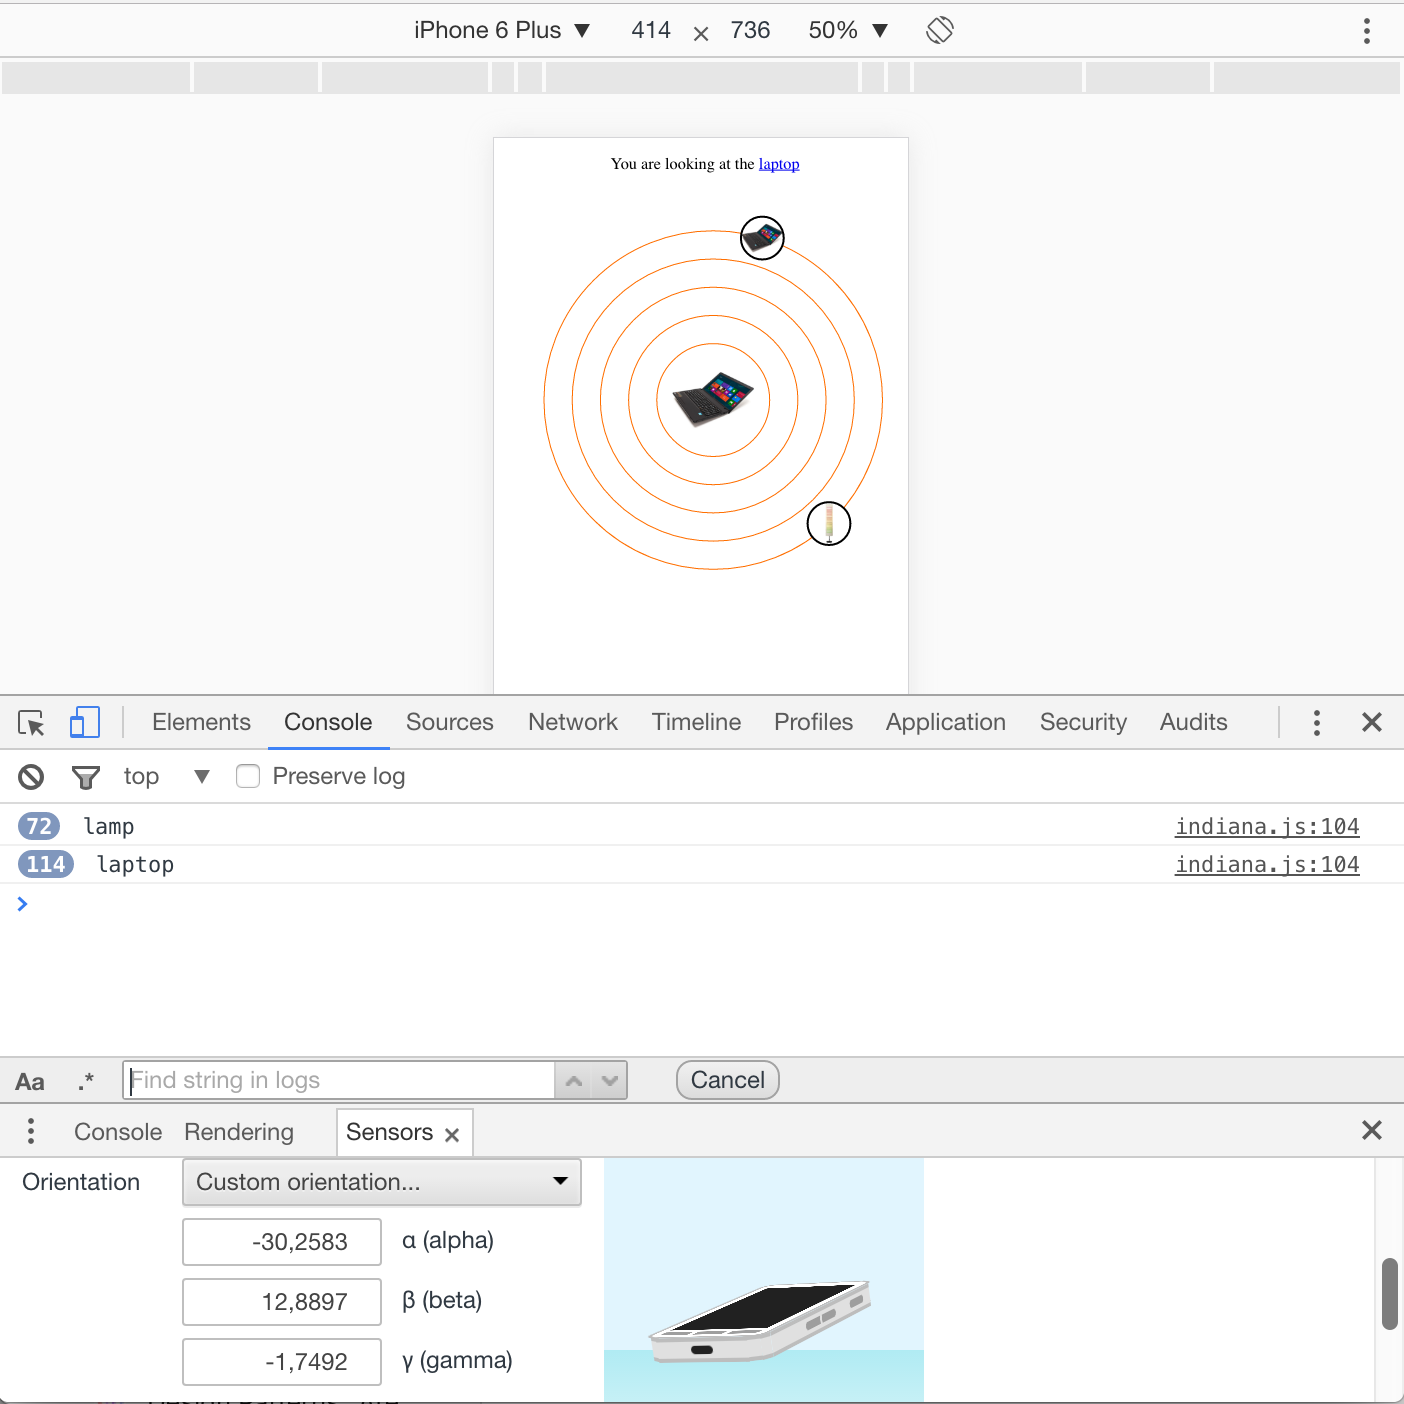 iPhone 6 Plus ▼ 414 × 736 50% ▼
You are looking at the laptop
Elements Console Sources Network Timeline Profiles Application Security Audits
top ▼ Preserve log
72 lamp indiana.js:104
114 laptop indiana.js:104
>
Aa .* Find string in logs Cancel
Console Rendering Sensors ×
Orientation Custom orientation...
-30,2583 α (alpha)
12,8897 β (beta)
-1,7492 γ (gamma)